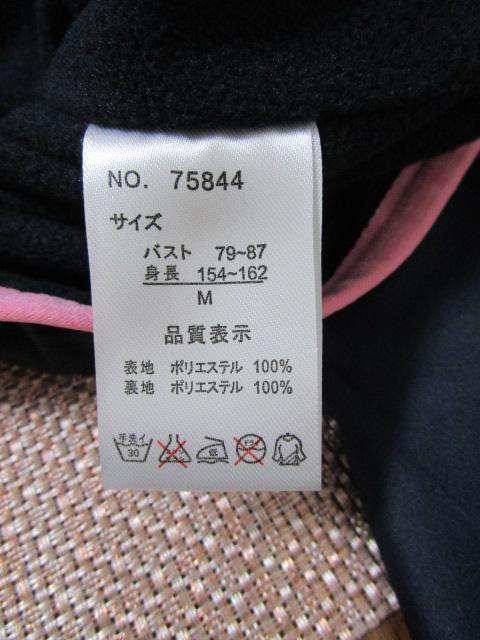 NO. 75844
サイズ
バスト 79~87
身長 154~162
M
品質表示
表地 ポリエステル 100%
裏地 ポリエステル 100%
手洗イ
30
低